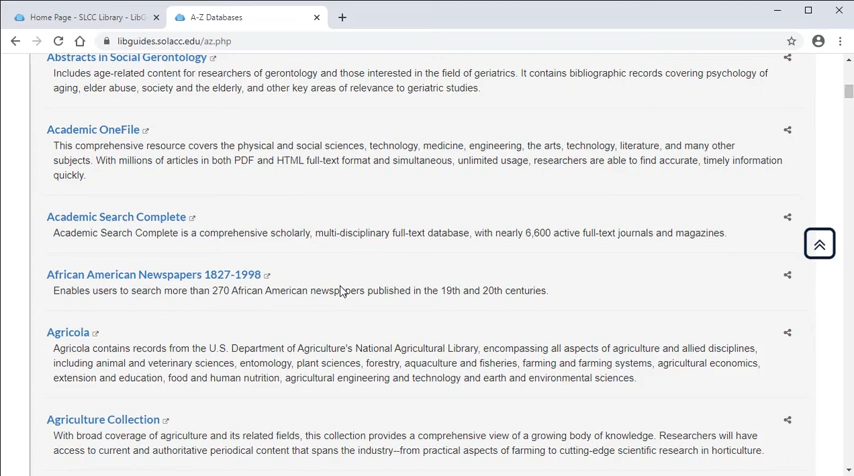 Home Page - SLCC Library - LibG
A-Z Databases
libguides.solacc.edu/az.php
Abstracts in Social Gerontology
Includes age-related content for researchers of gerontology and those interested in the field of geriatrics. It contains bibliographic records covering psychology of
aging, elder abuse, society and the elderly, and other key areas of relevance to geriatric studies.
Academic OneFile
This comprehensive resource covers the physical and social sciences, technology, medicine, engineering, the arts, technology, literature, and many other
subjects. With millions of articles in both PDF and HTML full-text format and simultaneous, unlimited usage, researchers are able to find accurate, timely information
quickly.
Academic Search Complete
Academic Search Complete is a comprehensive scholarly, multi-disciplinary full-text database, with nearly 6,600 active full-text journals and magazines.
African American Newspapers 1827-1998
Enables users to search more than 270 African American newspapers published in the 19th and 20th centuries.
Agricola
Agricola contains records from the U.S. Department of Agriculture's National Agricultural Library, encompassing all aspects of agriculture and allied disciplines,
including animal and veterinary sciences, entomology, plant sciences, forestry, aquaculture and fisheries, farming and farming systems, agricultural economics,
extension and education, food and human nutrition, agricultural engineering and technology and earth and environmental sciences.
Agriculture Collection
With broad coverage of agriculture and its related fields, this collection provides a comprehensive view of a growing body of knowledge. Researchers will have
access to current and authoritative periodical content that spans the industry--from practical aspects of farming to cutting-edge scientific research in horticulture.